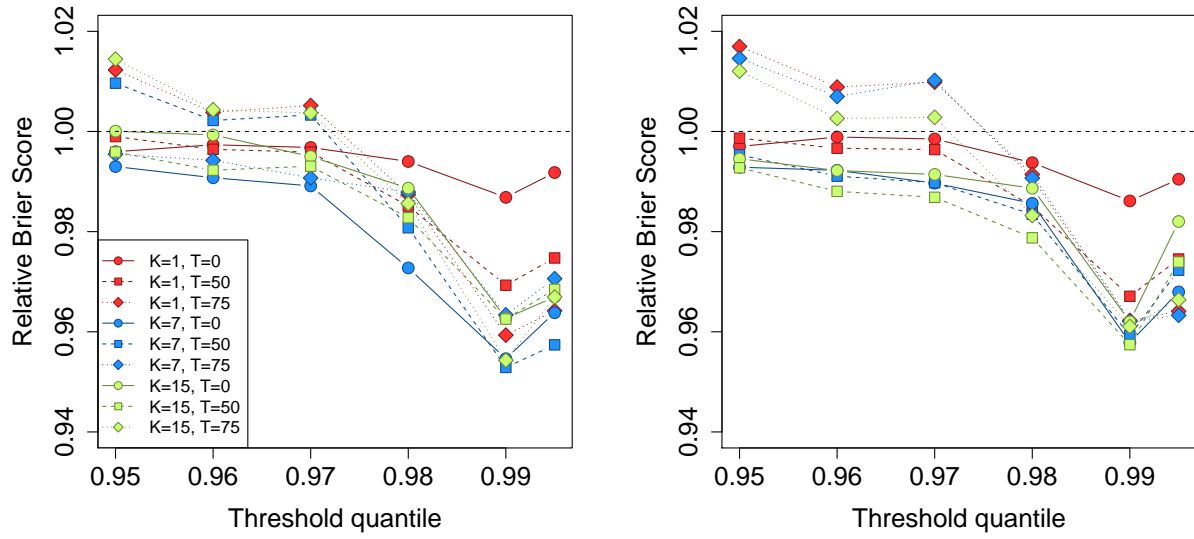 Relative Brier Score
1.02
1.00
0.98
0.96
0.94
K=1, T=0
K=1, T=50
K=1, T=75
K=7, T=0
K=7, T=50
K=7, T=75
K=15, T=0
K=15, T=50
K=15, T=75
0.95 0.96 0.97 0.98 0.99
Threshold quantile
Relative Brier Score
1.02
1.00
0.98
0.96
0.94
0.95 0.96 0.97 0.98 0.99
Threshold quantile